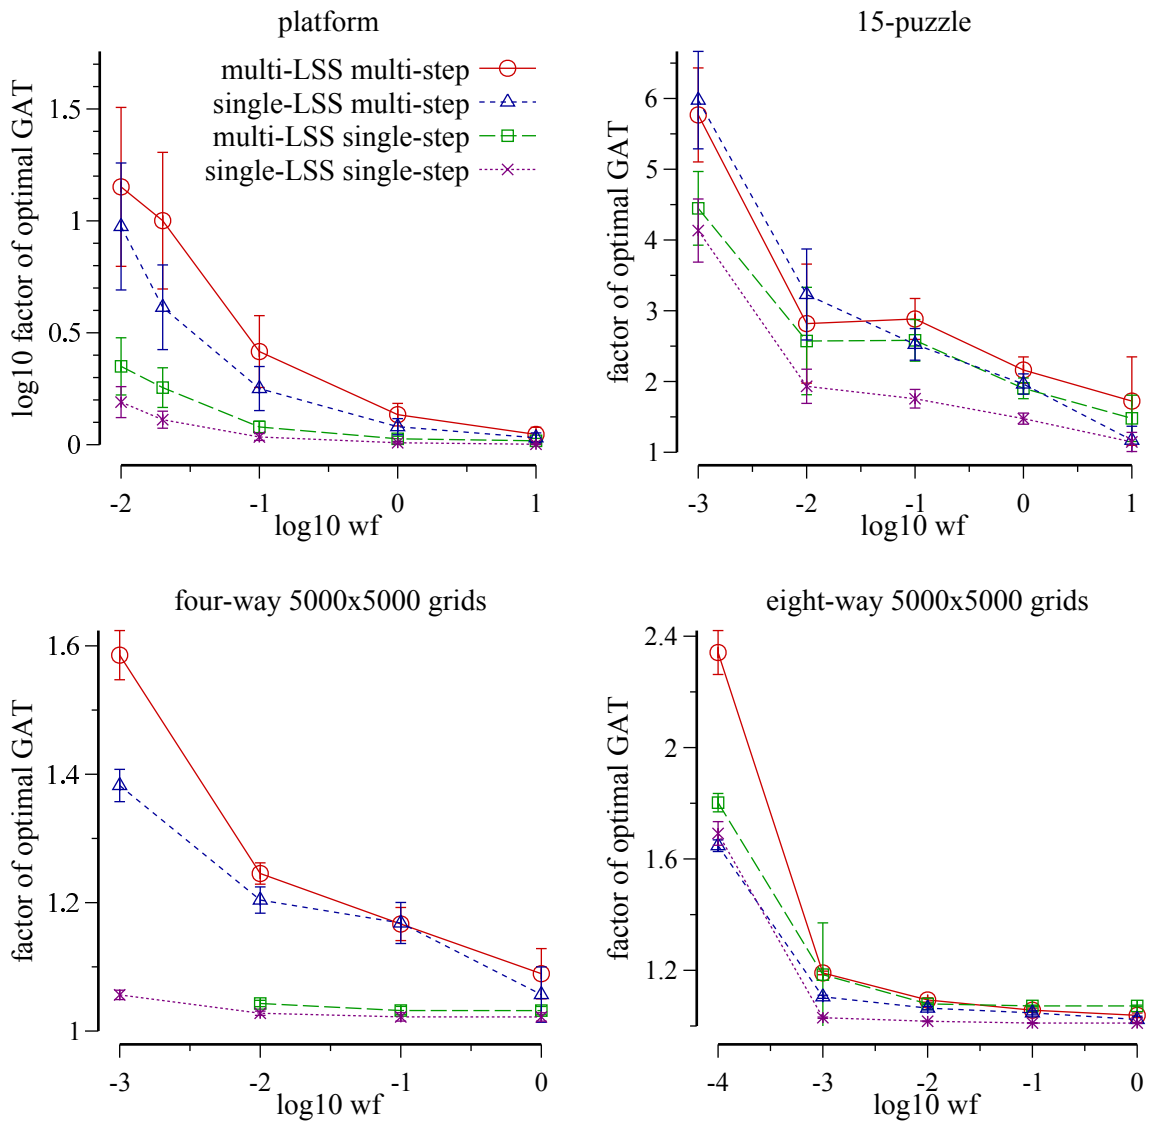 platform
multi-LSS multi-step
single-LSS multi-step
multi-LSS single-step
single-LSS single-step
log10 factor of optimal GAT
1.5
1
0.5
0
-2 -1 0 1
log10 wf
15-puzzle
factor of optimal GAT
6
5
4
3
2
1
-3 -2 -1 0 1
log10 wf
four-way 5000x5000 grids
factor of optimal GAT
1.6
1.4
1.2
1
-3 -2 -1 0
log10 wf
eight-way 5000x5000 grids
factor of optimal GAT
2.4
2
1.6
1.2
-4 -3 -2 -1 0
log10 wf